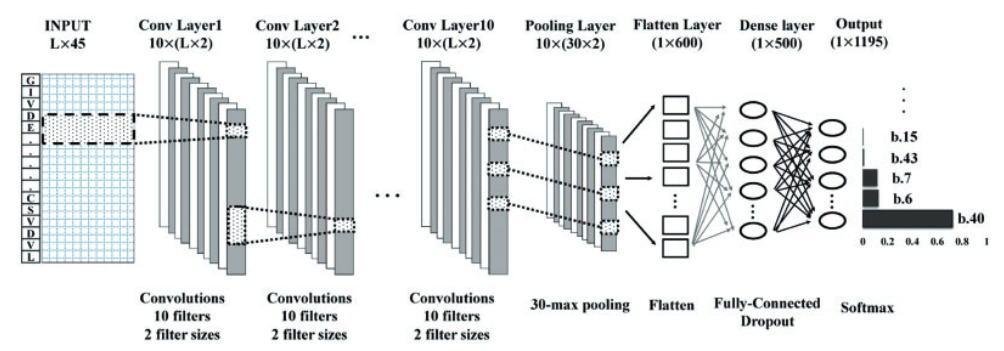 INPUT
L×45
Conv Layer1
10×(L×2)
Conv Layer2
10×(L×2)
...
Conv Layer10
10×(L×2)
Pooling Layer
10×(30×2)
Flatten Layer
(1×600)
Dense layer
(1×500)
Output
(1×1195)
G
I
V
D
E
.
.
.
.
.
C
S
V
D
V
L
...
b.15
b.43
b.7
b.6
b.40
0 0.2 0.4 0.6 0.8 1
Convolutions
10 filters
2 filter sizes
Convolutions
10 filters
2 filter sizes
Convolutions
10 filters
2 filter sizes
30-max pooling
Flatten
Fully-Connected
Dropout
Softmax